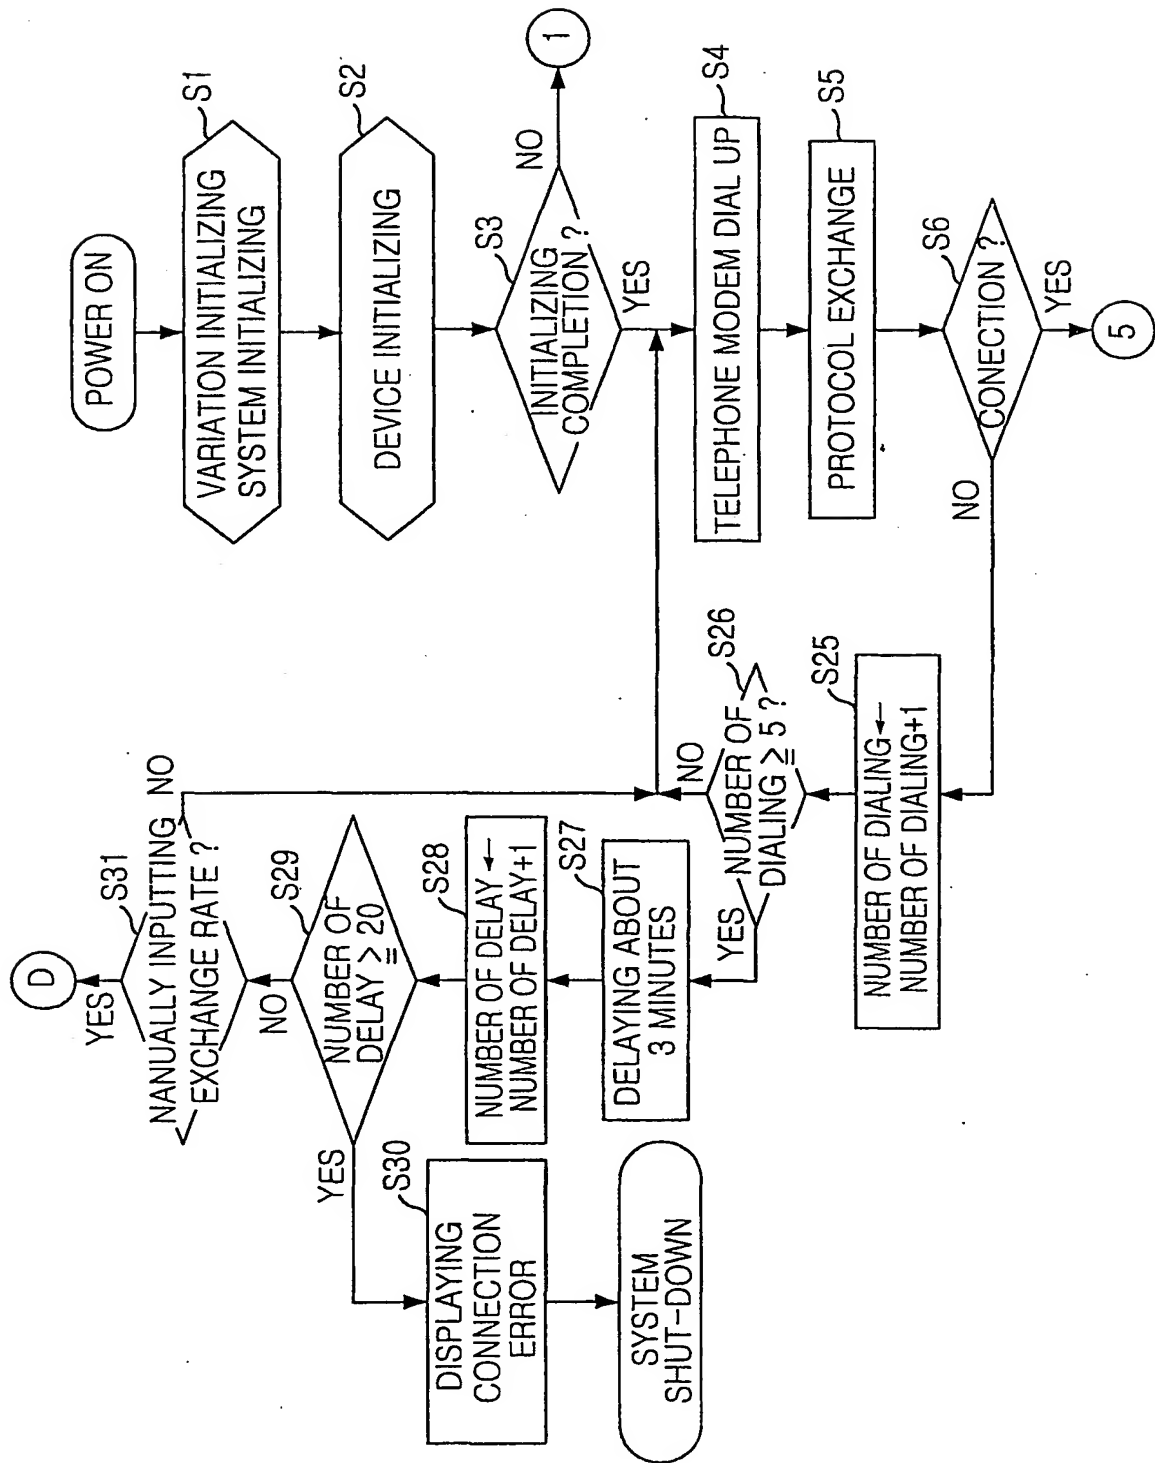 POWER ON
S1
VARIATION INITIALIZING
SYSTEM INITIALIZING
S2
DEVICE INITIALIZING
S3
INITIALIZING
COMPLETION ?
NO
1
YES
S4
TELEPHONE MODEM DIAL UP
S5
PROTOCOL EXCHANGE
S6
CONECTION ?
NO
YES
5
S25
NUMBER OF DIALING←
NUMBER OF DIALING+1
S26
NUMBER OF
DIALING ≧ 5 ?
NO
YES
S27
DELAYING ABOUT
3 MINUTES
S28
NUMBER OF DELAY←
NUMBER OF DELAY+1
S29
NUMBER OF
DELAY ≧ 20
NO
YES
S31
NANUALLY INPUTTING
EXCHANGE RATE ?
NO
YES
D
S30
DISPLAYING
CONNECTION
ERROR
SYSTEM
SHUT-DOWN